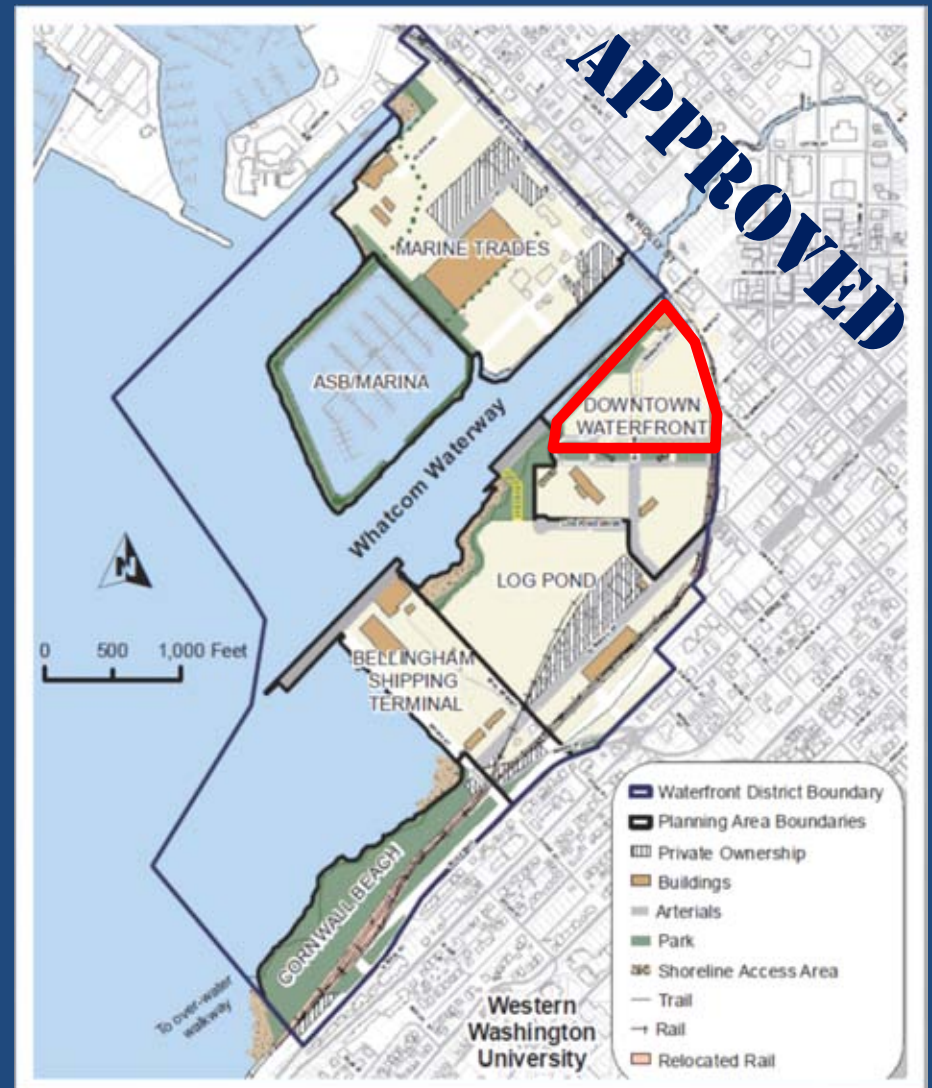 APPROVED
MARINE TRADES
ASB/MARINA
DOWNTOWN
WATERFRONT
Whatcom Waterway
N
LOG POND
0 500 1,000 Feet
BELLINGHAM
SHIPPING
TERMINAL
CORNWALL BEACH
To over-water
walkway
Western
Washington
University
Waterfront District Boundary
Planning Area Boundaries
Private Ownership
Buildings
Arterials
Park
Shoreline Access Area
Trail
Rail
Relocated Rail